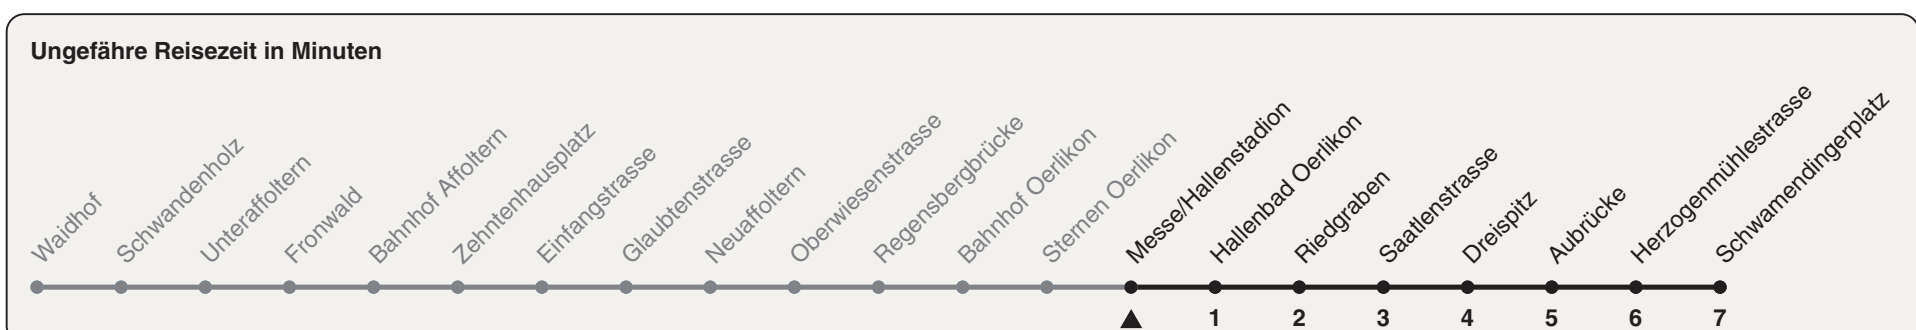 Ungefähre Reisezeit in Minuten
Waidhof
Schwandenholz
Unteraffoltern
Fronwald
Bahnhof Affoltern
Zehntenhausplatz
Einfangstrasse
Glaubtenstrasse
Neuaffoltern
Oberwiesenstrasse
Regensbergbrücke
Bahnhof Oerlikon
Sternen Oerlikon
Messe/Hallenstadion
Hallenbad Oerlikon
Riedgraben
Saatlenstrasse
Dreispitz
Aubrücke
Herzogenmühlestrasse
Schwamendingerplatz
1 2 3 4 5 6 7